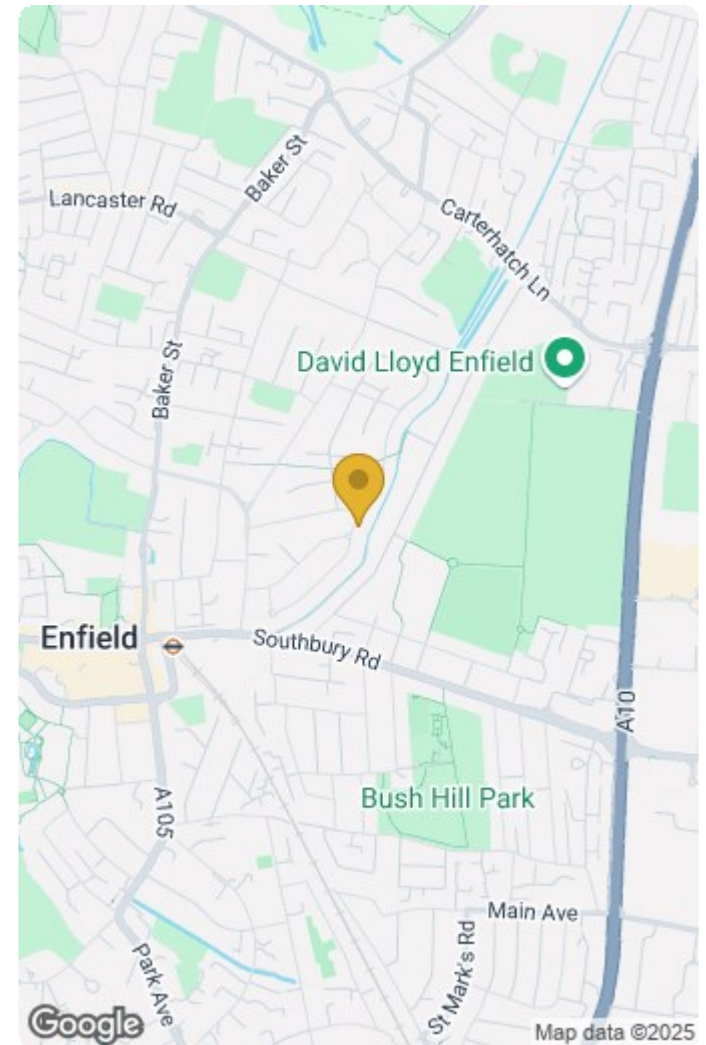 Baker St
Lancaster Rd
Carterhatch Ln
David Lloyd Enfield
Baker St
Enfield
Southbury Rd
A10
Bush Hill Park
A105
Main Ave
St Mark's Rd
Park Ave
Google
Map data ©2025